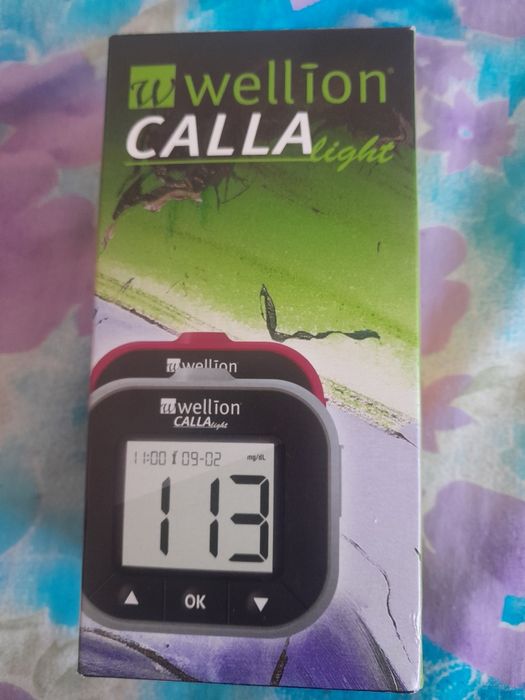 w wellion®
CALLA light
w wellion
w wellion
CALLA light
11:00 09-02 mg/dL
113
▲ OK ▼